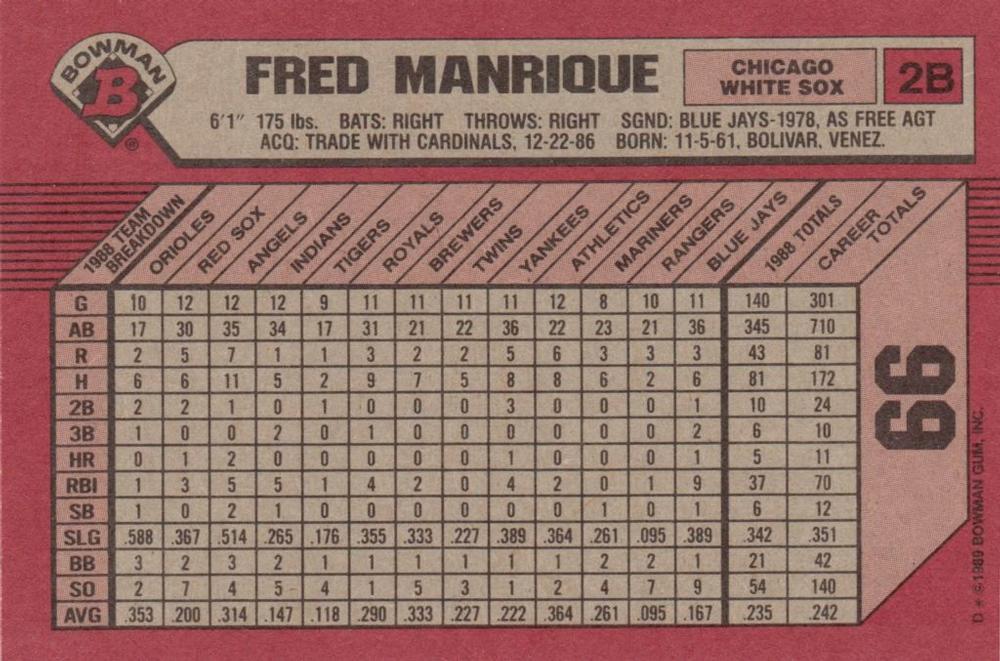 BOWMAN
B
®
FRED MANRIQUE
CHICAGO
WHITE SOX
2B
6'1" 175 lbs. BATS: RIGHT THROWS: RIGHT SGND: BLUE JAYS-1978, AS FREE AGT
ACQ: TRADE WITH CARDINALS, 12-22-86 BORN: 11-5-61, BOLIVAR, VENEZ.
1988 TEAM BREAKDOWN ORIOLES RED SOX ANGELS INDIANS TIGERS ROYALS BREWERS TWINS YANKEES ATHLETICS MARINERS RANGERS BLUE JAYS 1988 TOTALS CAREER TOTALS
G 10 12 12 12 9 11 11 11 11 12 8 10 11 140 301
AB 17 30 35 34 17 31 21 22 36 22 23 21 36 345 710
R 2 5 7 1 1 3 2 2 5 6 3 3 3 43 81
H 6 6 11 5 2 9 7 5 8 8 6 2 6 81 172
2B 2 2 1 0 1 0 0 0 3 0 0 0 1 10 24
3B 1 0 0 2 0 1 0 0 0 0 0 0 2 6 10
HR 0 1 2 0 0 0 0 0 1 0 0 0 1 5 11
RBI 1 3 5 5 1 4 2 0 4 2 0 1 9 37 70
SB 1 0 2 1 0 0 0 0 0 0 1 0 1 6 12
SLG .588 .367 .514 .265 .176 .355 .333 .227 .389 .364 .261 .095 .389 .342 .351
BB 3 2 3 2 1 1 1 1 1 1 2 2 1 21 42
SO 2 7 4 5 4 1 5 3 1 2 4 7 9 54 140
AVG .353 .200 .314 .147 .118 .290 .333 .227 .222 .364 .261 .095 .167 .235 .242
66
D * © 1989 BOWMAN GUM, INC.